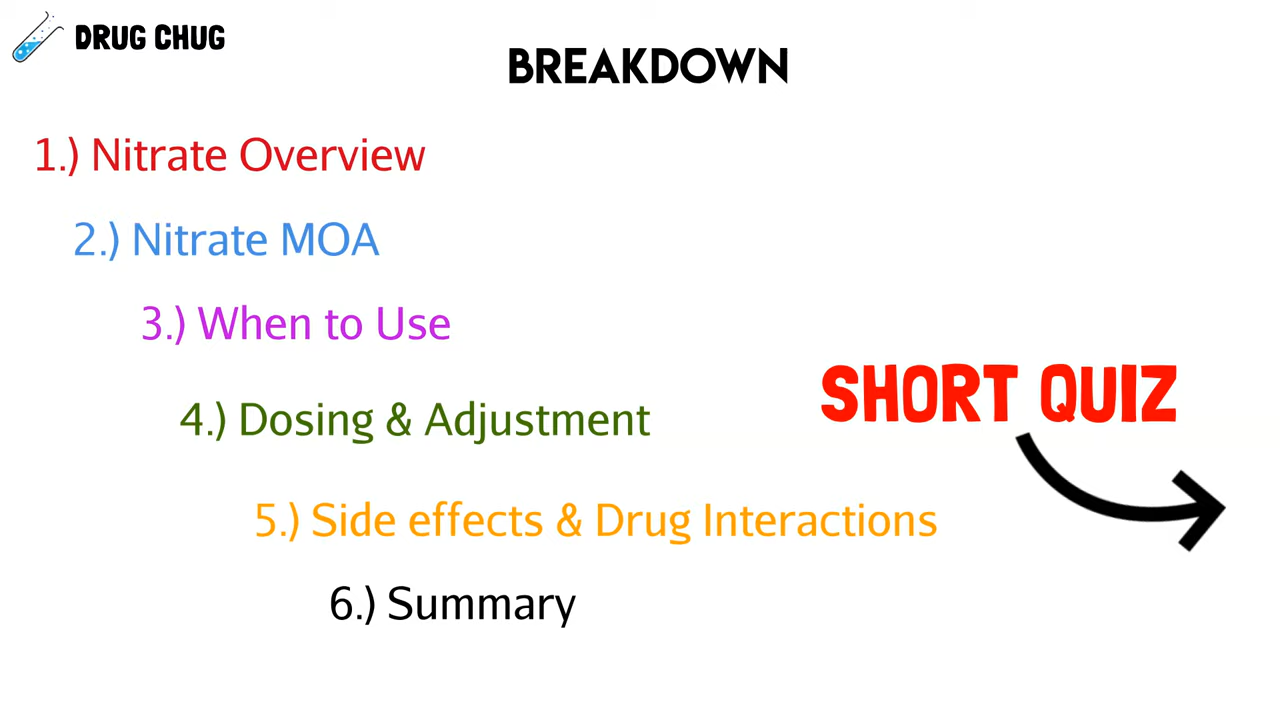 DRUG CHUG
BREAKDOWN
1.) Nitrate Overview
2.) Nitrate MOA
3.) When to Use
4.) Dosing & Adjustment
SHORT QUIZ
5.) Side effects & Drug Interactions
6.) Summary